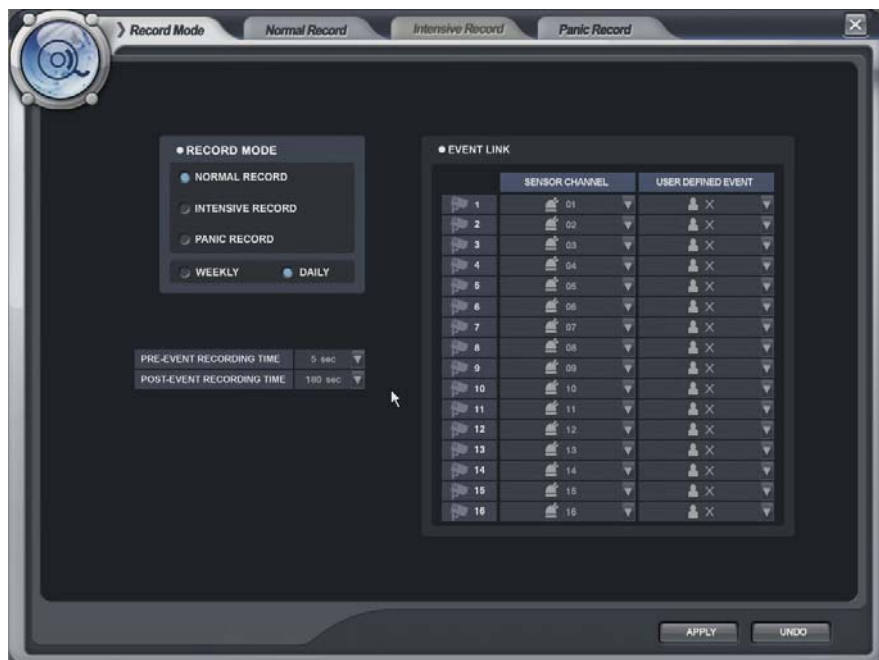 Record Mode Normal Record Intensive Record Panic Record
RECORD MODE
NORMAL RECORD
INTENSIVE RECORD
PANIC RECORD
WEEKLY DAILY
PRE-EVENT RECORDING TIME 5 sec
POST-EVENT RECORDING TIME 180 sec
EVENT LINK
SENSOR CHANNEL USER DEFINED EVENT
1 01 X
2 02 X
3 03 X
4 04 X
5 05 X
6 06 X
7 07 X
8 08 X
9 09 X
10 10 X
11 11 X
12 12 X
13 13 X
14 14 X
15 15 X
16 16 X
APPLY UNDO